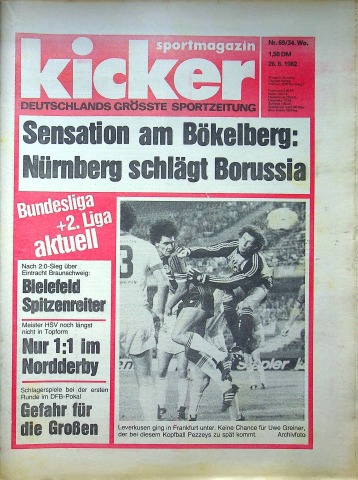 sportmagazin
kicker
DEUTSCHLANDS GRÖSSTE SPORTZEITUNG
Nr. 69/34. Wo.
1,50 DM
26. 8. 1982
Sensation am Bökelberg:
Nürnberg schlägt Borussia
Bundesliga
+2. Liga
aktuell
Nach 2:0-Sieg über
Eintracht Braunschweig:
Bielefeld
Spitzenreiter
Meister HSV noch längst
nicht in Topform
Nur 1:1 im
Nordderby
Schlagerspiele bei der ersten
Runde im DFB-Pokal
Gefahr für
die Großen
Leverkusen ging in Frankfurt unter. Keine Chance für Uwe Greiner,
der bei diesem Kopfball Pezzeys zu spät kommt. Archivfoto